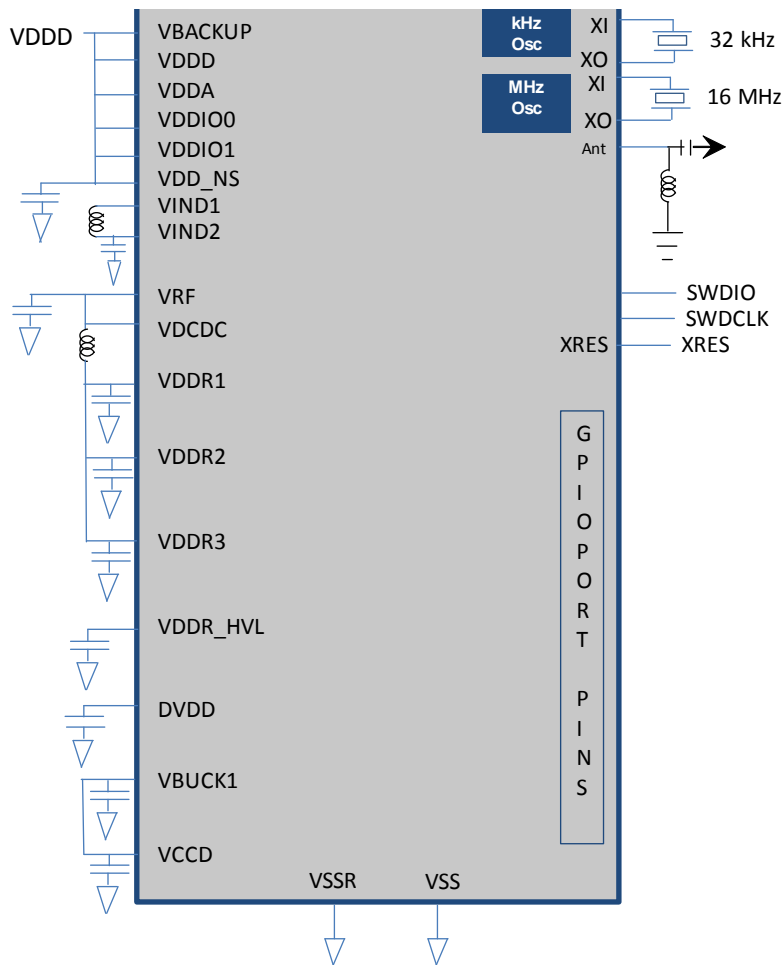 VDDD
VBACKUP
VDDD
VDDA
VDDIO0
VDDIO1
VDD_NS
VIND1
VIND2
VRF
VDCDC
VDDR1
VDDR2
VDDR3
VDDR_HVL
DVDD
VBUCK1
VCCD
kHz
Osc
MHz
Osc
XI
XO
32 kHz
XI
XO
16 MHz
Ant
SWDIO
SWDCLK
XRES
XRES
G
P
I
O
P
O
R
T
P
I
N
S
VSSR
VSS